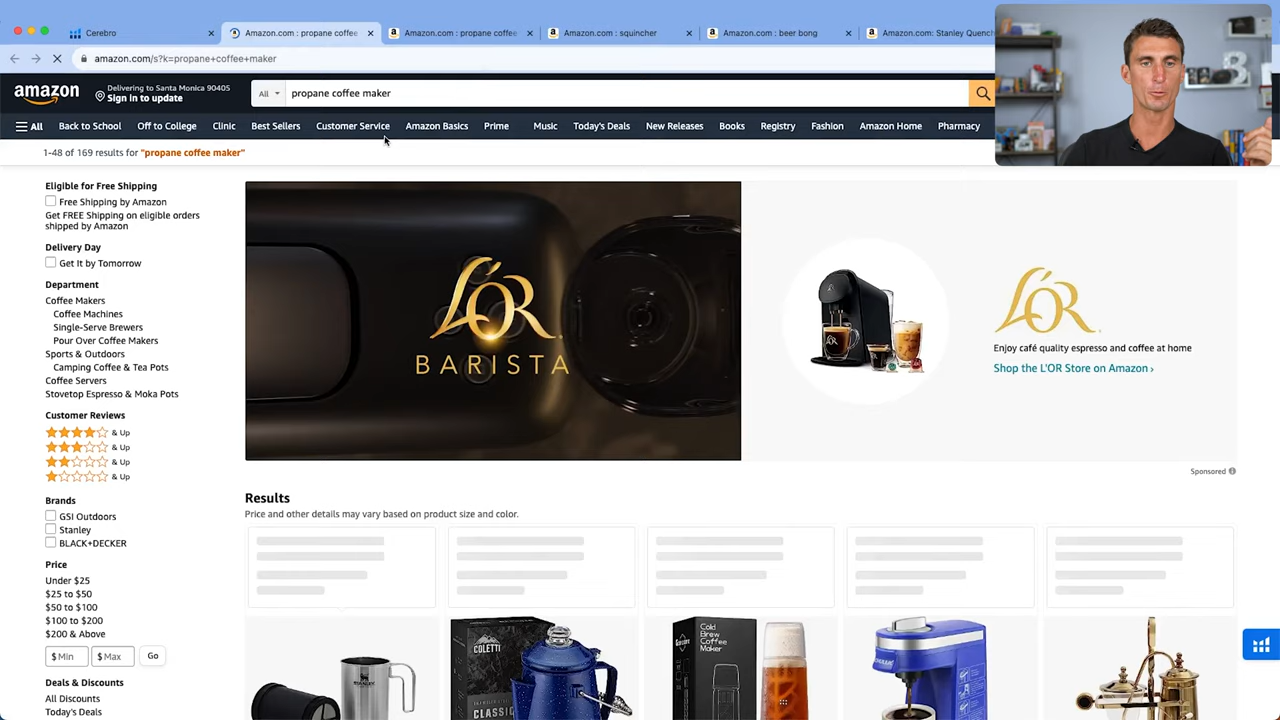 Cerebro
Amazon.com : propane coffee
Amazon.com : propane coffee m
Amazon.com : squincher
Amazon.com : beer bong
Amazon.com: Stanley Quench
amazon.com/s?k=propane+coffee+maker
amazon
Delivering to Santa Monica 90405
Sign in to update
All
propane coffee maker
All
Back to School
Off to College
Clinic
Best Sellers
Customer Service
Amazon Basics
Prime
Music
Today's Deals
New Releases
Books
Registry
Fashion
Amazon Home
Pharmacy
1-48 of 169 results for "propane coffee maker"
Eligible for Free Shipping
Free Shipping by Amazon
Get FREE Shipping on eligible orders
shipped by Amazon
Delivery Day
Get It by Tomorrow
Department
Coffee Makers
Coffee Machines
Single-Serve Brewers
Pour Over Coffee Makers
Sports & Outdoors
Camping Coffee & Tea Pots
Coffee Servers
Stovetop Espresso & Moka Pots
Customer Reviews
& Up
& Up
& Up
& Up
Brands
GSI Outdoors
Stanley
BLACK+DECKER
Price
Under $25
$25 to $50
$50 to $100
$100 to $200
$200 & Above
$ Min
$ Max
Go
Deals & Discounts
All Discounts
Today's Deals
L'OR
BARISTA
L'OR
Enjoy café quality espresso and coffee at home
Shop the L'OR Store on Amazon ›
Sponsored
Results
Price and other details may vary based on product size and color.
COLETTI
CLASSIC
Cold
Brew
Coffee
Maker